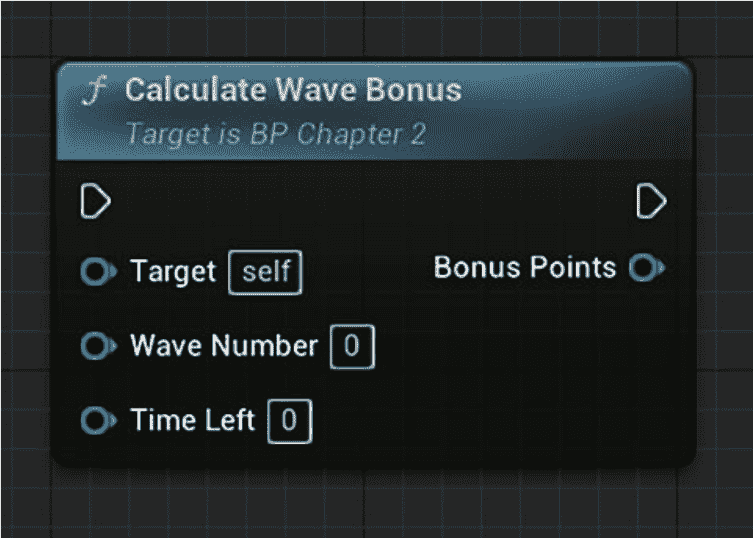 f Calculate Wave Bonus
Target is BP Chapter 2
Target self
Bonus Points
Wave Number 0
Time Left 0